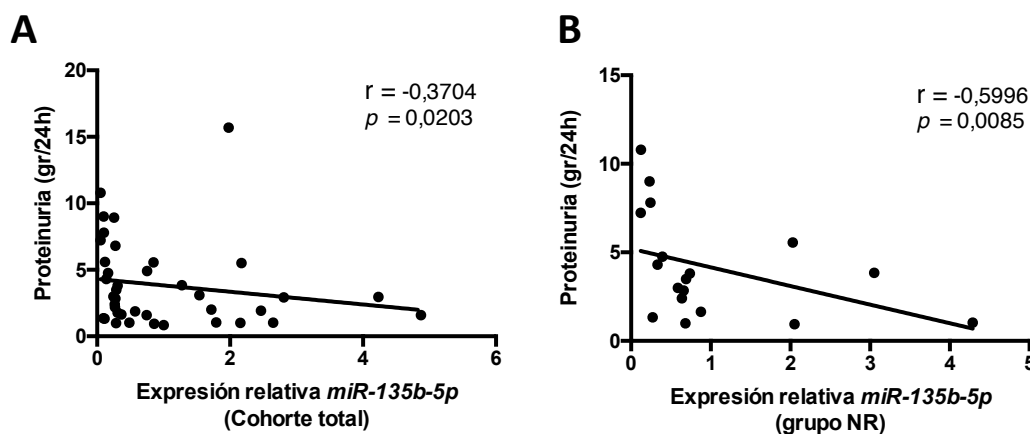 A
Proteinuria (gr/24h)
20
15
10
5
0
r = -0,3704
p = 0,0203
0 2 4 6
Expresión relativa miR-135b-5p
(Cohorte total)
B
Proteinuria (gr/24h)
15
10
5
0
r = -0,5996
p = 0,0085
0 1 2 3 4 5
Expresión relativa miR-135b-5p
(grupo NR)